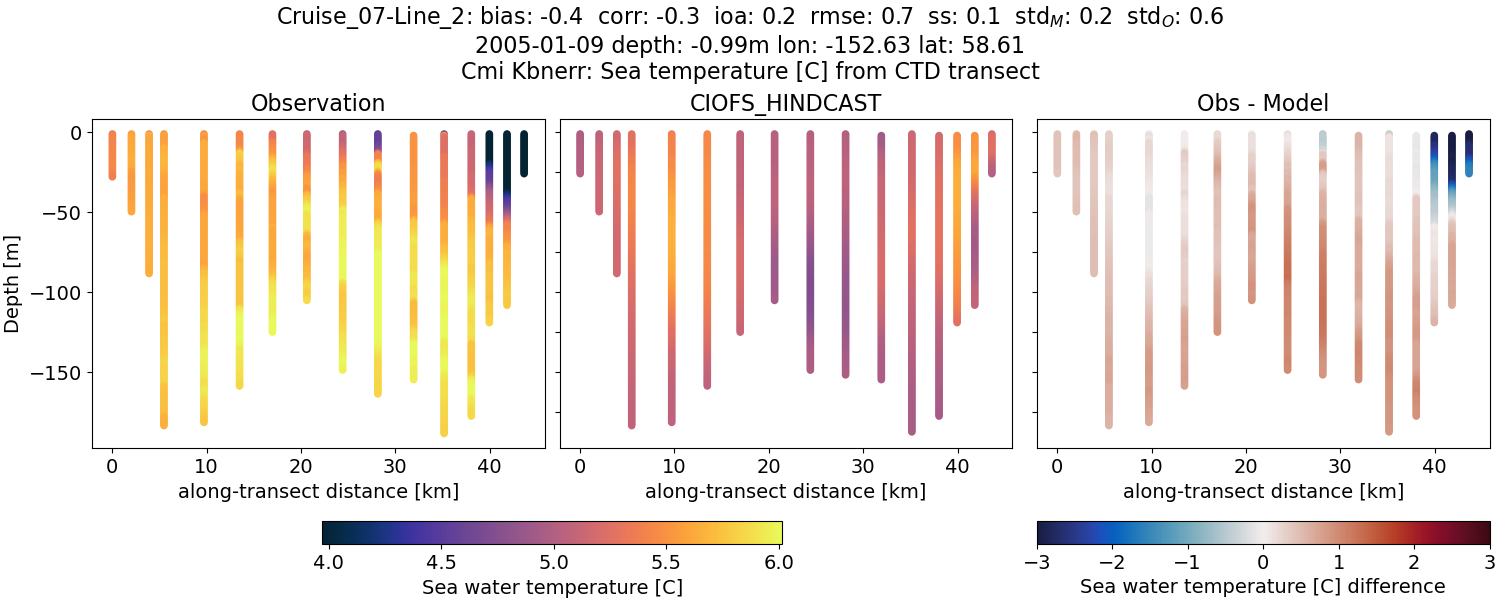 Cruise_07-Line_2: bias: -0.4  corr: -0.3  ioa: 0.2  rmse: 0.7  ss: 0.1  std_M: 0.2  std_O: 0.6
2005-01-09 depth: -0.99m lon: -152.63 lat: 58.61
Cmi Kbnerr: Sea temperature [C] from CTD transect
Observation
CIOFS_HINDCAST
Obs - Model
Depth [m]
0
−50
−100
−150
0 10 20 30 40
0 10 20 30 40
0 10 20 30 40
along-transect distance [km]
along-transect distance [km]
along-transect distance [km]
4.0 4.5 5.0 5.5 6.0
Sea water temperature [C]
−3 −2 −1 0 1 2 3
Sea water temperature [C] difference